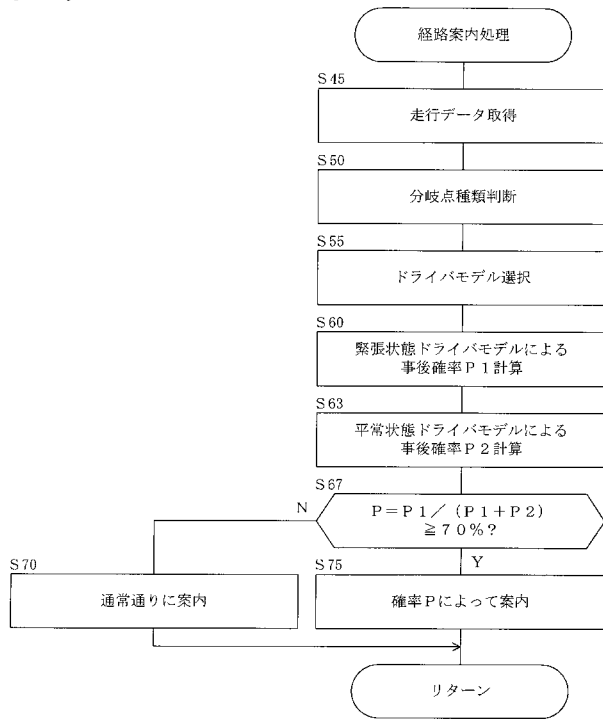 経路案内処理
S45
走行データ取得
S50
分岐点種類判断
S55
ドライバモデル選択
S60
緊張状態ドライバモデルによる
事後確率P1計算
S63
平常状態ドライバモデルによる
事後確率P2計算
S67
P=P1/(P1+P2)
≧70%?
N
Y
S70
通常通りに案内
S75
確率Pによって案内
リターン